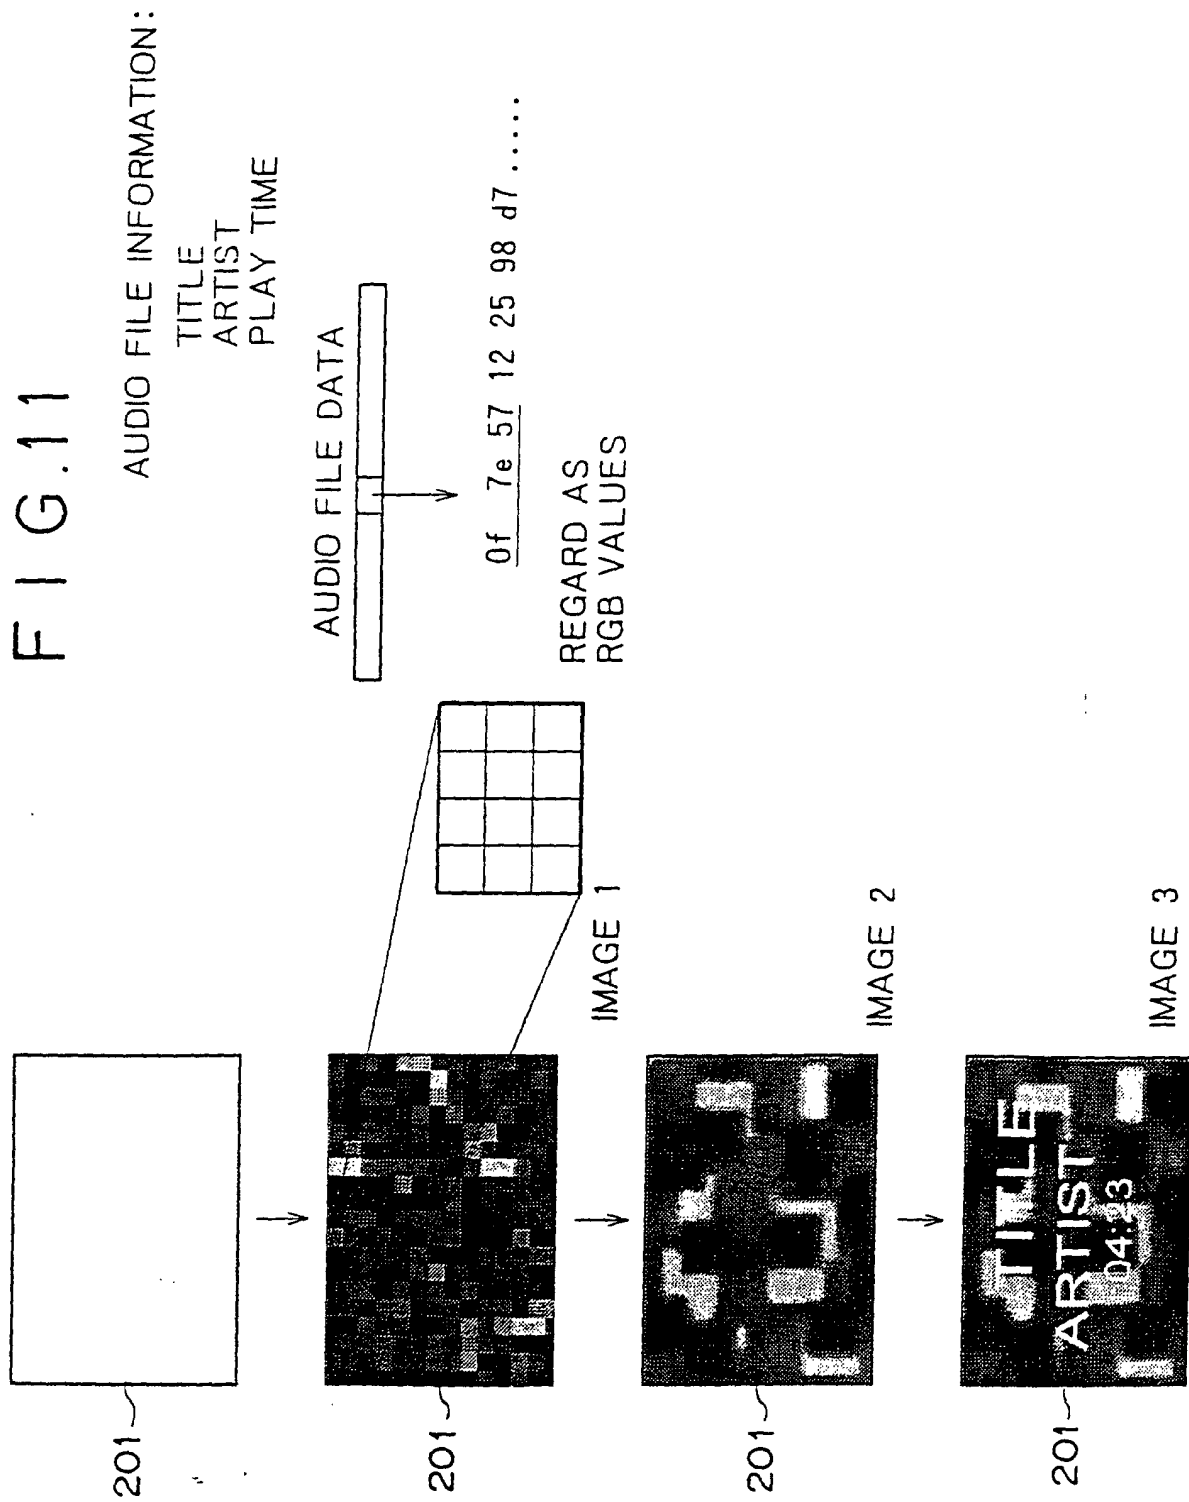 FIG.11
AUDIO FILE INFORMATION:
TITLE
ARTIST
PLAY TIME
AUDIO FILE DATA
0f 7e 57 12 25 98 d7 .....
REGARD AS
RGB VALUES
201
201
IMAGE 1
201
IMAGE 2
201
TITLE
ARTIST
04:23
IMAGE 3